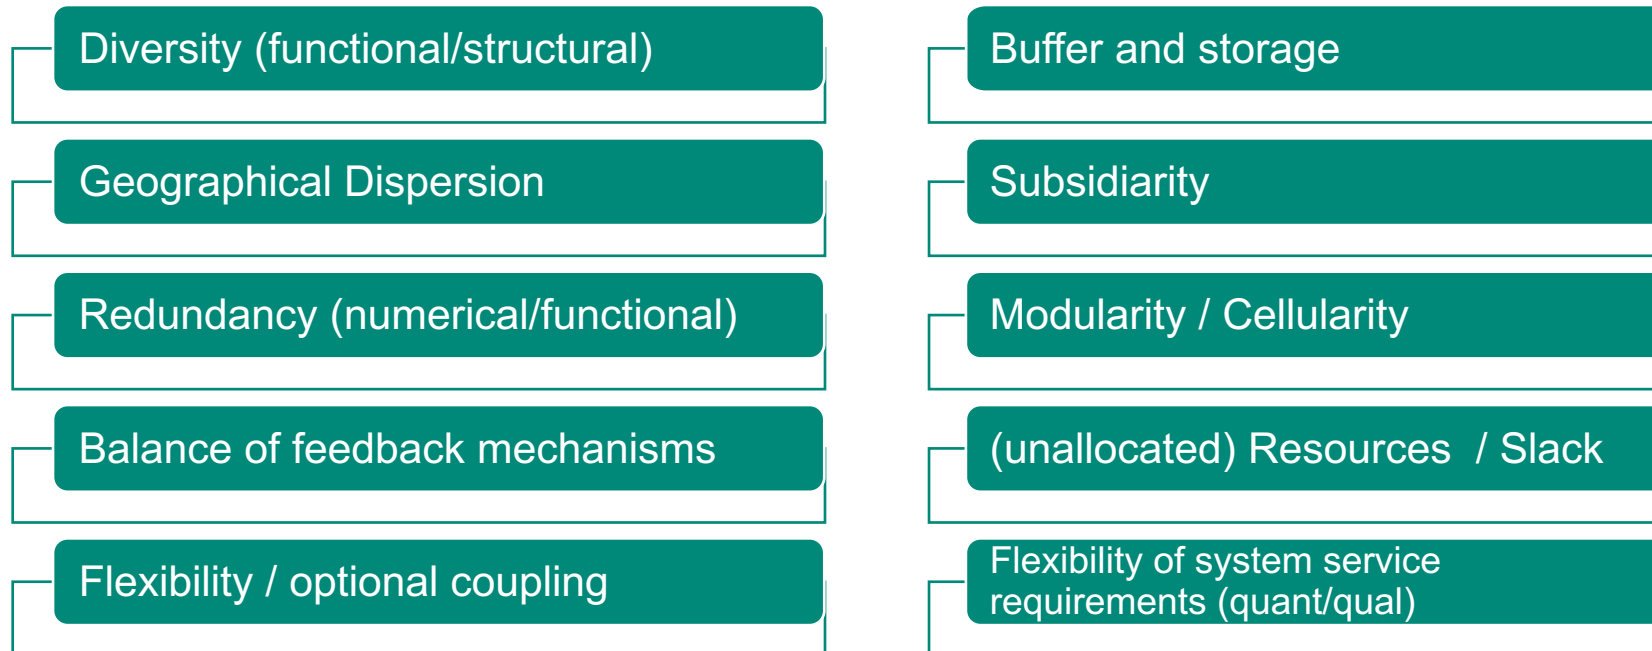 Diversity (functional/structural)
Geographical Dispersion
Redundancy (numerical/functional)
Balance of feedback mechanisms
Flexibility / optional coupling
Buffer and storage
Subsidiarity
Modularity / Cellularity
(unallocated) Resources  / Slack
Flexibility of system service
requirements (quant/qual)